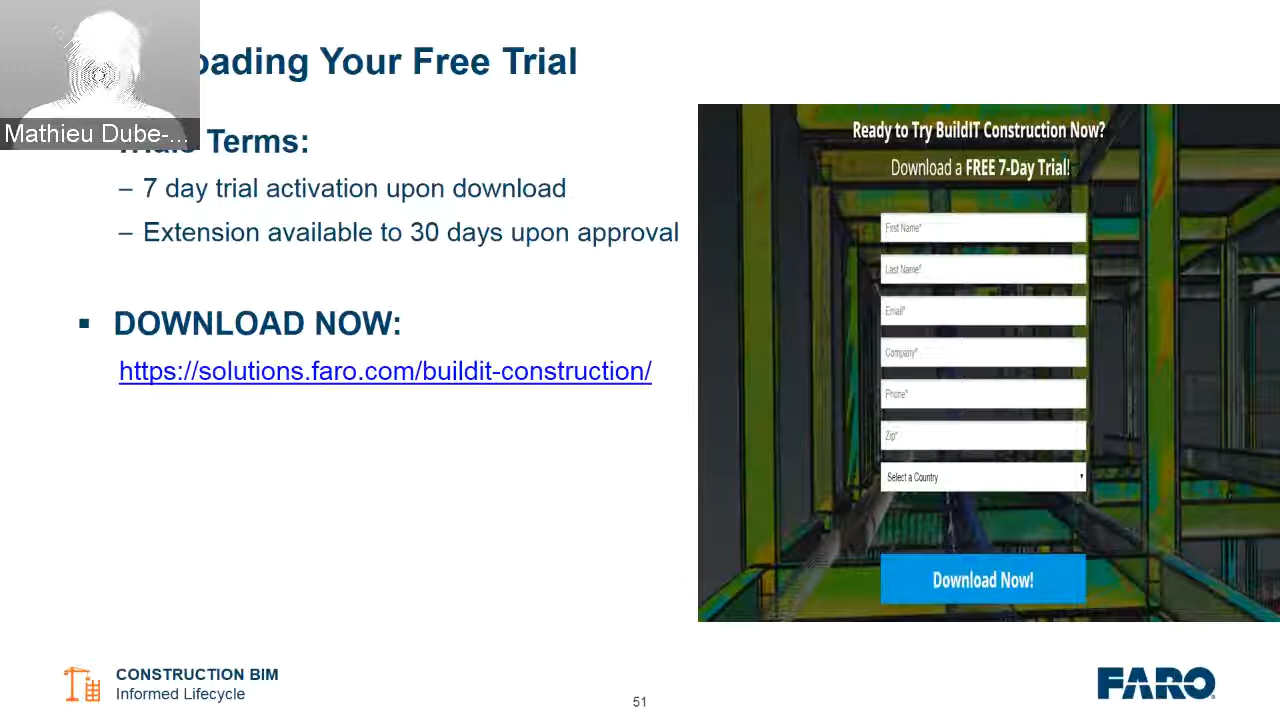 oading Your Free Trial
Mathieu Dube-...
Terms:
– 7 day trial activation upon download
– Extension available to 30 days upon approval
▪ DOWNLOAD NOW:
https://solutions.faro.com/buildit-construction/
Ready to Try BuildIT Construction Now?
Download a FREE 7-Day Trial!
First Name*
Last Name*
Email*
Company*
Phone*
Zip*
Select a Country
Download Now!
CONSTRUCTION BIM
Informed Lifecycle
51
FARO